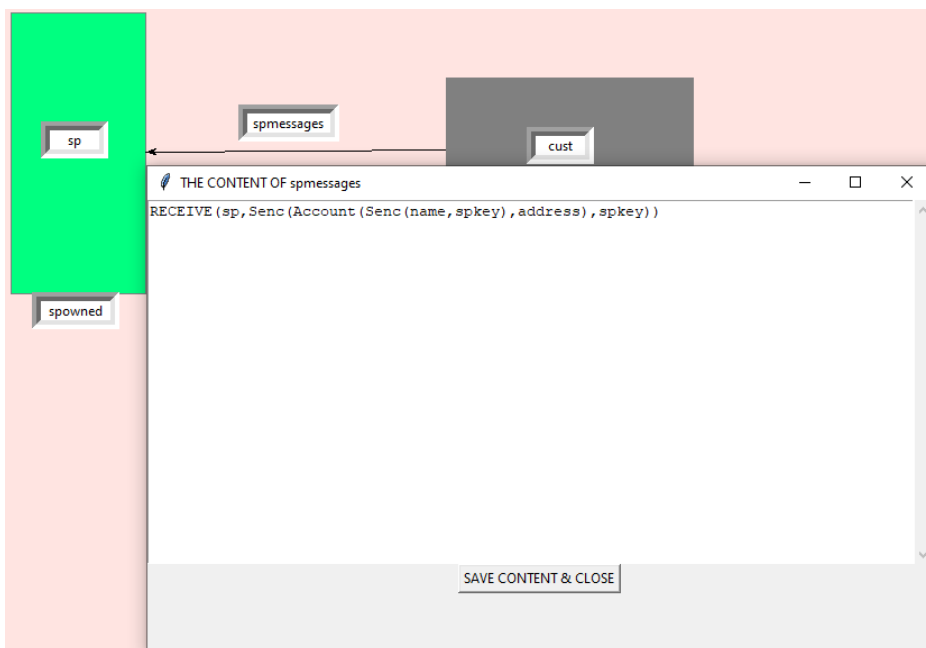 spmessages
sp
cust
THE CONTENT OF spmessages
RECEIVE(sp,Senc(Account(Senc(name,spkey),address),spkey))
spowned
SAVE CONTENT & CLOSE